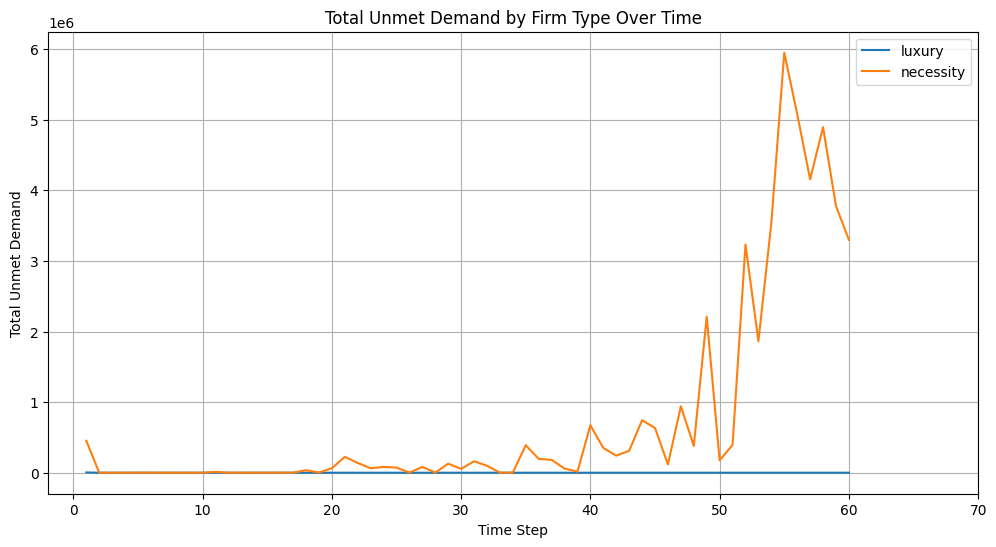 Total Unmet Demand by Firm Type Over Time
1e6
luxury
necessity
6
5
4
3
2
1
0
Total Unmet Demand
0 10 20 30 40 50 60 70
Time Step